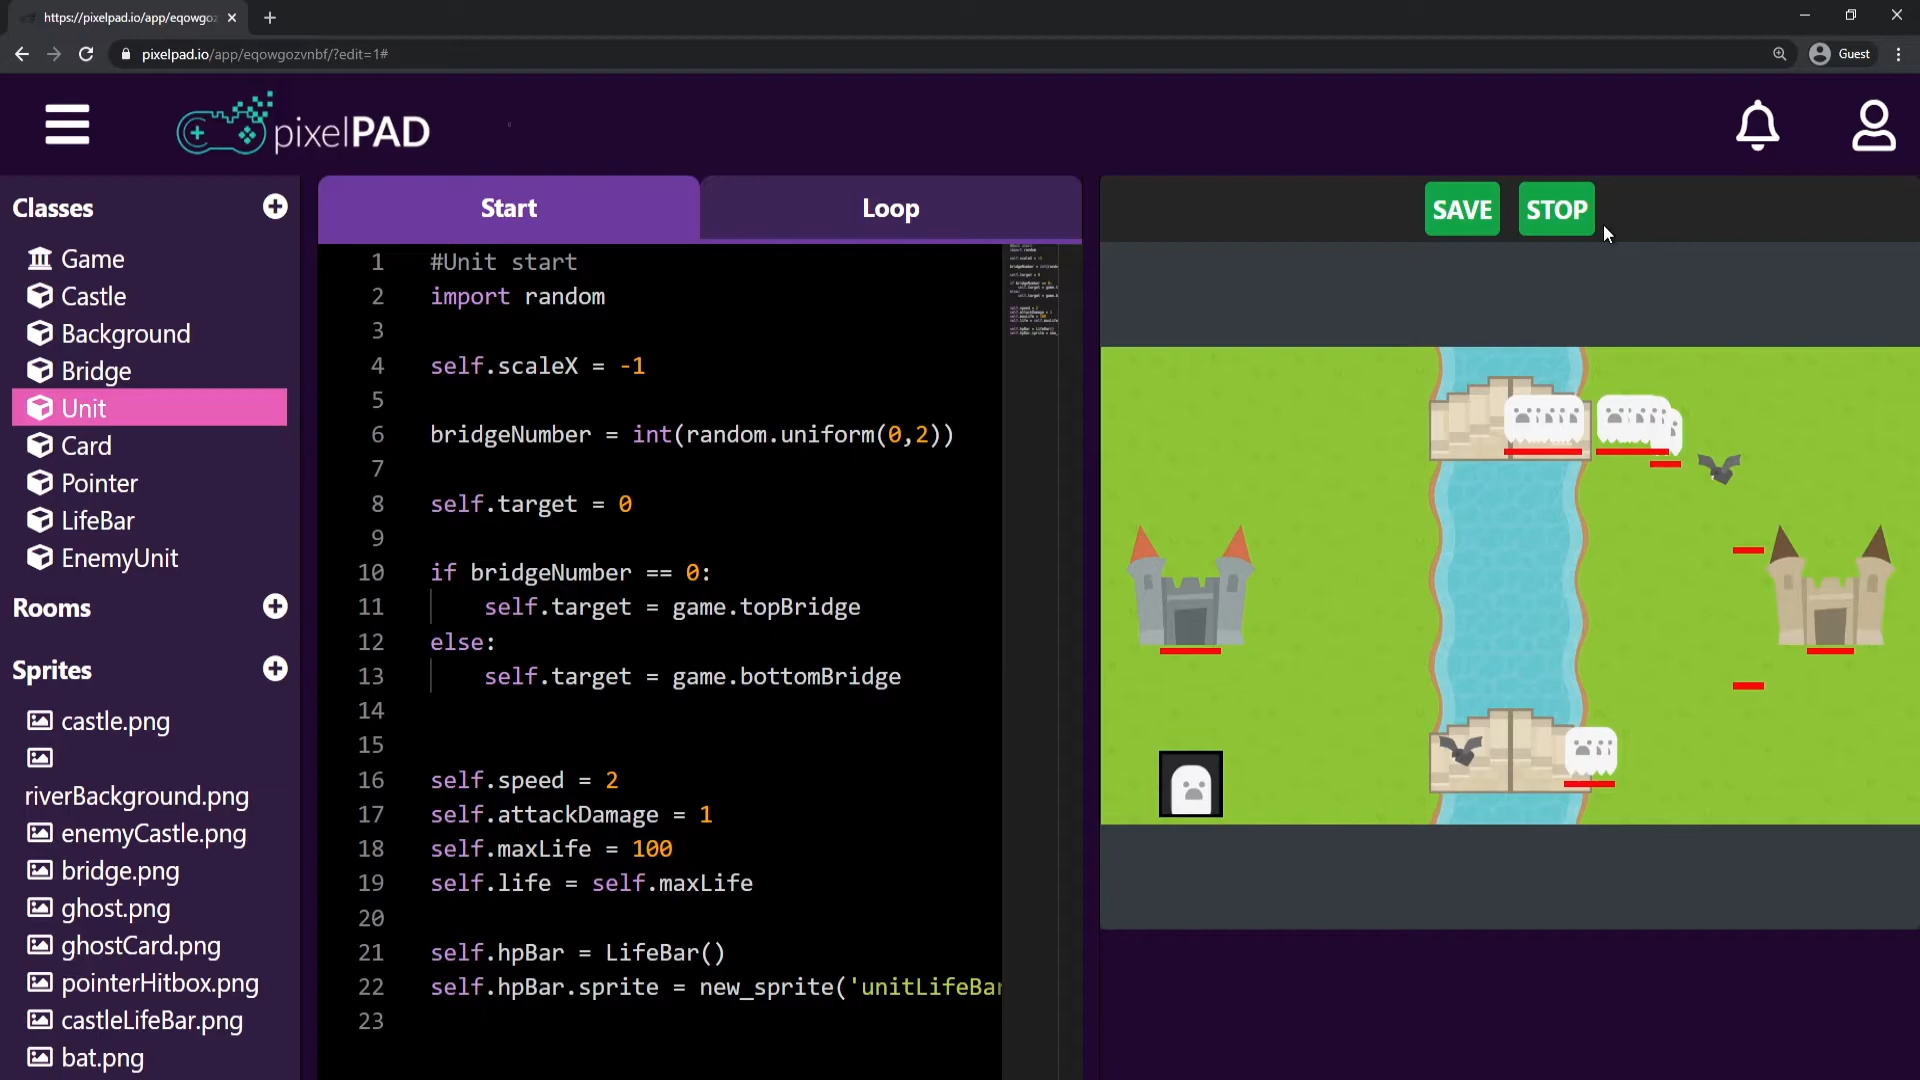 https://pixelpad.io/app/eqowgoz
pixelpad.io/app/eqowgozvnbf/?edit=1#
Guest
pixelPAD
Classes
Game
Castle
Background
Bridge
Unit
Card
Pointer
LifeBar
EnemyUnit
Rooms
Sprites
castle.png
riverBackground.png
enemyCastle.png
bridge.png
ghost.png
ghostCard.png
pointerHitbox.png
castleLifeBar.png
bat.png
Start
Loop
1 #Unit start
2 import random
3
4 self.scaleX = -1
5
6 bridgeNumber = int(random.uniform(0,2))
7
8 self.target = 0
9
10 if bridgeNumber == 0:
11 self.target = game.topBridge
12 else:
13 self.target = game.bottomBridge
14
15
16 self.speed = 2
17 self.attackDamage = 1
18 self.maxLife = 100
19 self.life = self.maxLife
20
21 self.hpBar = LifeBar()
22 self.hpBar.sprite = new_sprite('unitLifeBar
23
SAVE
STOP